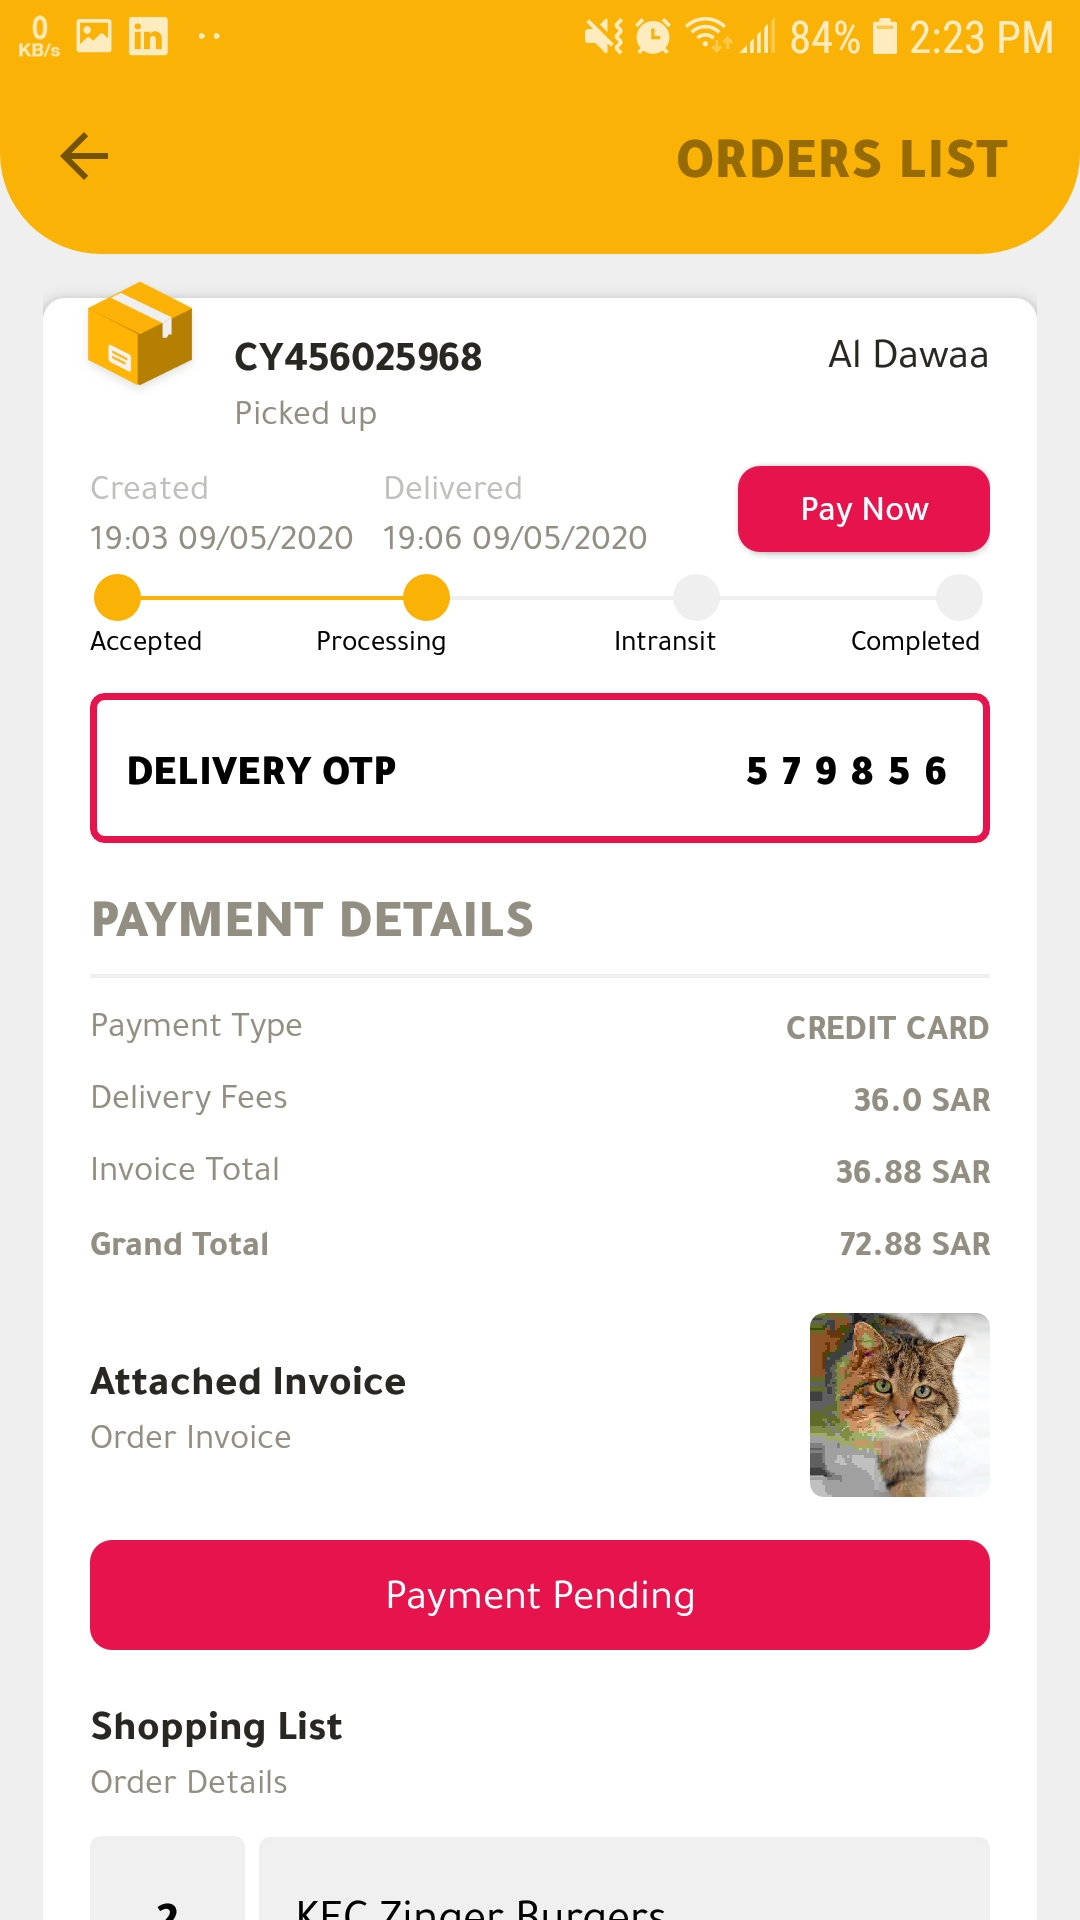 0
KB/s
in
84%
2:23 PM
ORDERS LIST
CY456025968
Al Dawaa
Picked up
Created
Delivered
19:03 09/05/2020
19:06 09/05/2020
Pay Now
Accepted
Processing
Intransit
Completed
DELIVERY OTP
5 7 9 8 5 6
PAYMENT DETAILS
Payment Type
CREDIT CARD
Delivery Fees
36.0 SAR
Invoice Total
36.88 SAR
Grand Total
72.88 SAR
Attached Invoice
Order Invoice
Payment Pending
Shopping List
Order Details
2
KFC Zinger Burgers